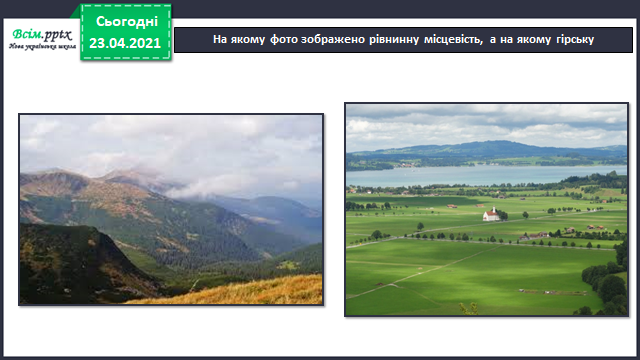 Всім.pptx
Нова українська школа
Сьогодні
23.04.2021
На якому фото зображено рівнинну місцевість, а на якому гірську